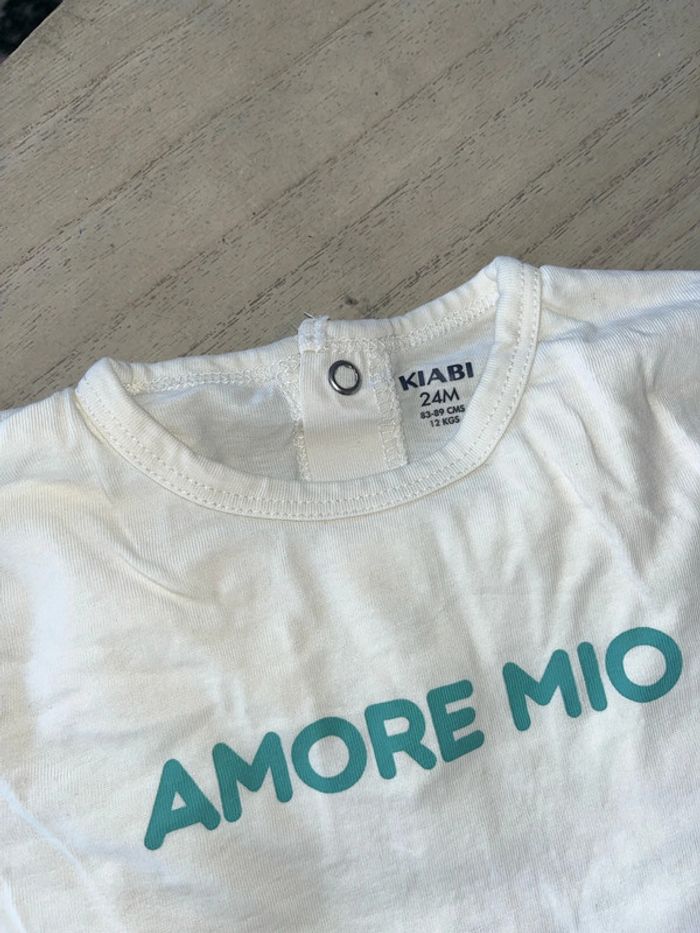 KIABI
24M
83-89 CMS
12 KGS
AMORE MIO